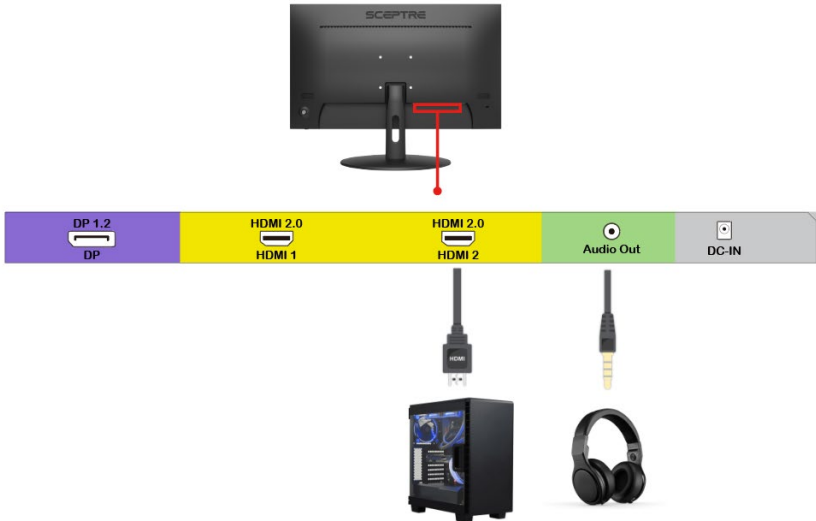 SCEPTRE
DP 1.2
DP
HDMI 2.0
HDMI 1
HDMI 2.0
HDMI 2
Audio Out
DC-IN
HDMI